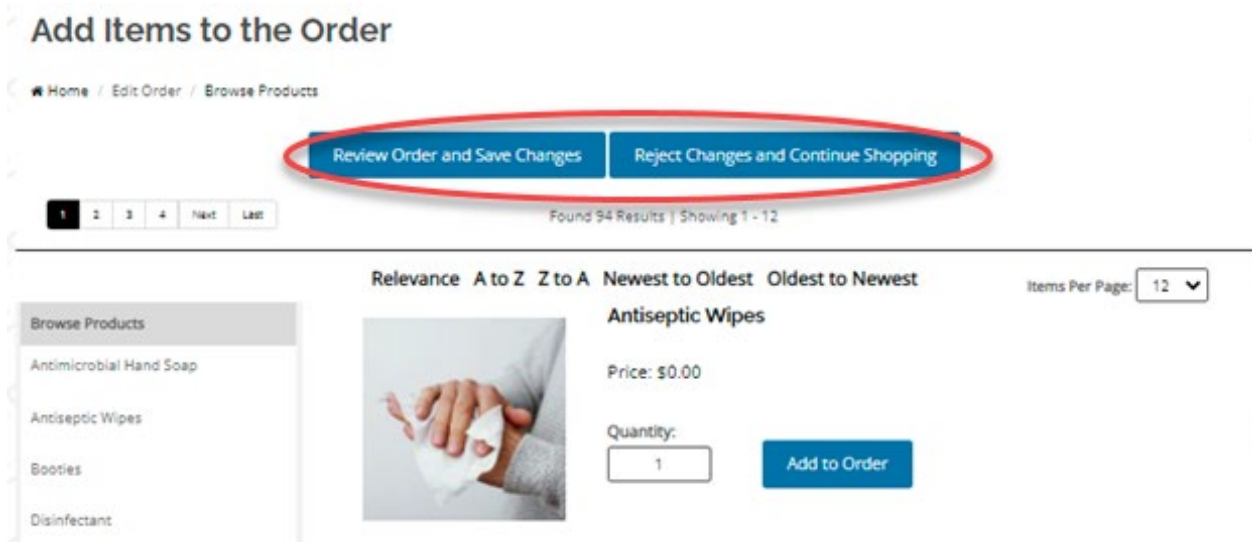 Add Items to the Order
Home / Edit Order / Browse Products
Review Order and Save Changes Reject Changes and Continue Shopping
1 2 3 4 Next Last Found 94 Results | Showing 1 - 12
Relevance A to Z Z to A Newest to Oldest Oldest to Newest Items Per Page: 12
Browse Products
Antimicrobial Hand Soap
Antiseptic Wipes
Booties
Disinfectant
Antiseptic Wipes
Price: $0.00
Quantity:
1 Add to Order